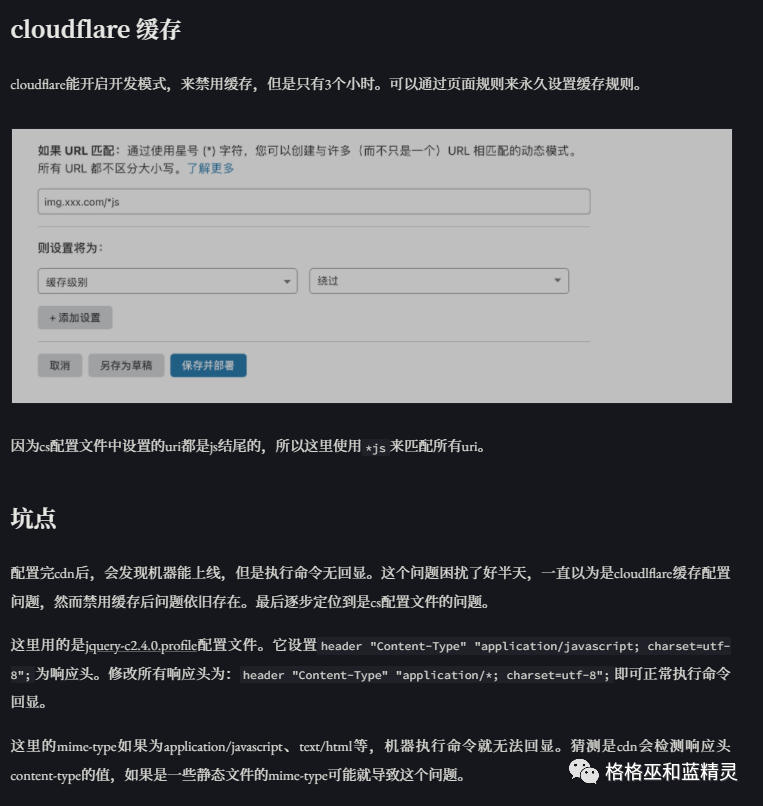 cloudflare 缓存
cloudflare能开启开发模式，来禁用缓存，但是只有3个小时。可以通过页面规则来永久设置缓存规则。
如果 URL 匹配：通过使用星号 (*) 字符，您可以创建与许多（而不只是一个）URL 相匹配的动态模式。
所有 URL 都不区分大小写。了解更多
img.xxx.com/*js
则设置将为：
缓存级别 绕过
+ 添加设置
取消 另存为草稿 保存并部署
因为cs配置文件中设置的uri都是js结尾的，所以这里使用 *js 来匹配所有uri。
坑点
配置完cdn后，会发现机器能上线，但是执行命令无回显。这个问题困扰了好半天，一直以为是cloudlflare缓存配置
问题，然而禁用缓存后问题依旧存在。最后逐步定位到是cs配置文件的问题。
这里用的是jquery-c2.4.0.profile配置文件。它设置 header "Content-Type" "application/javascript; charset=utf-
8"; 为响应头。修改所有响应头为： header "Content-Type" "application/*; charset=utf-8"; 即可正常执行命令
回显。
这里的mime-type如果为application/javascript、text/html等，机器执行命令就无法回显。猜测是cdn会检测响应头
content-type的值，如果是一些静态文件的mime-type可能就导致这个问题。
格格巫和蓝精灵